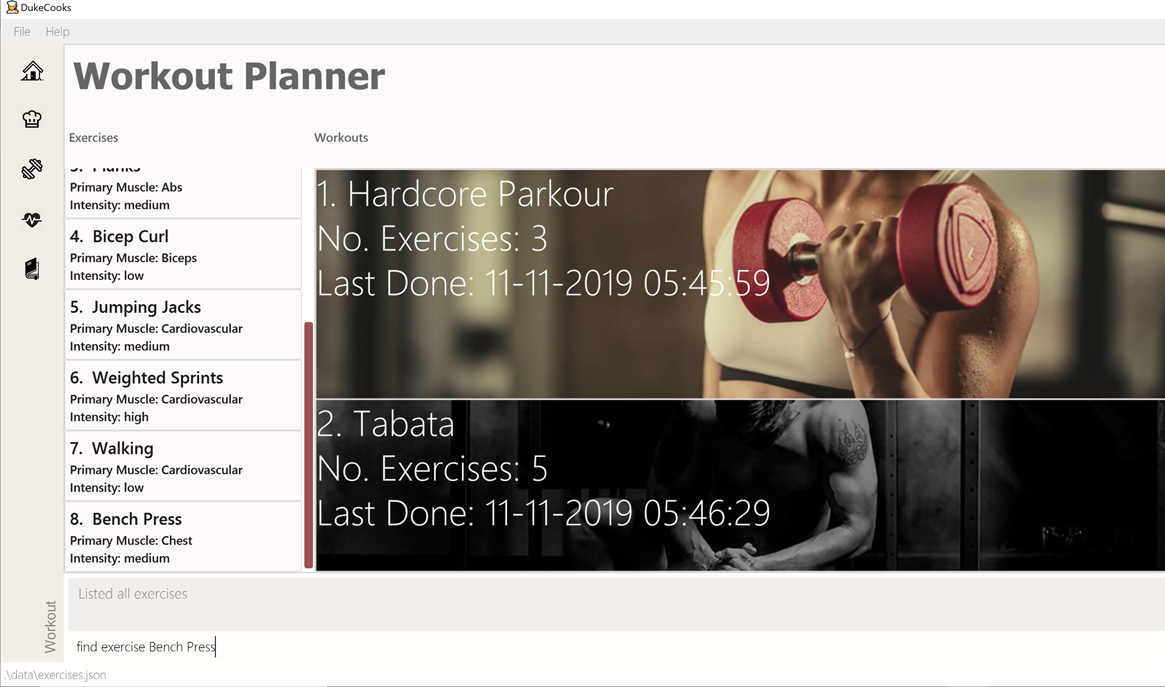 DukeCooks
File Help
Workout Planner
Exercises
Workouts
3. Planks
Primary Muscle: Abs
Intensity: medium
4. Bicep Curl
Primary Muscle: Biceps
Intensity: low
5. Jumping Jacks
Primary Muscle: Cardiovascular
Intensity: medium
6. Weighted Sprints
Primary Muscle: Cardiovascular
Intensity: high
7. Walking
Primary Muscle: Cardiovascular
Intensity: low
8. Bench Press
Primary Muscle: Chest
Intensity: medium
1. Hardcore Parkour
No. Exercises: 3
Last Done: 11-11-2019 05:45:59
2. Tabata
No. Exercises: 5
Last Done: 11-11-2019 05:46:29
Workout
Listed all exercises
find exercise Bench Press
.\data\exercises.json